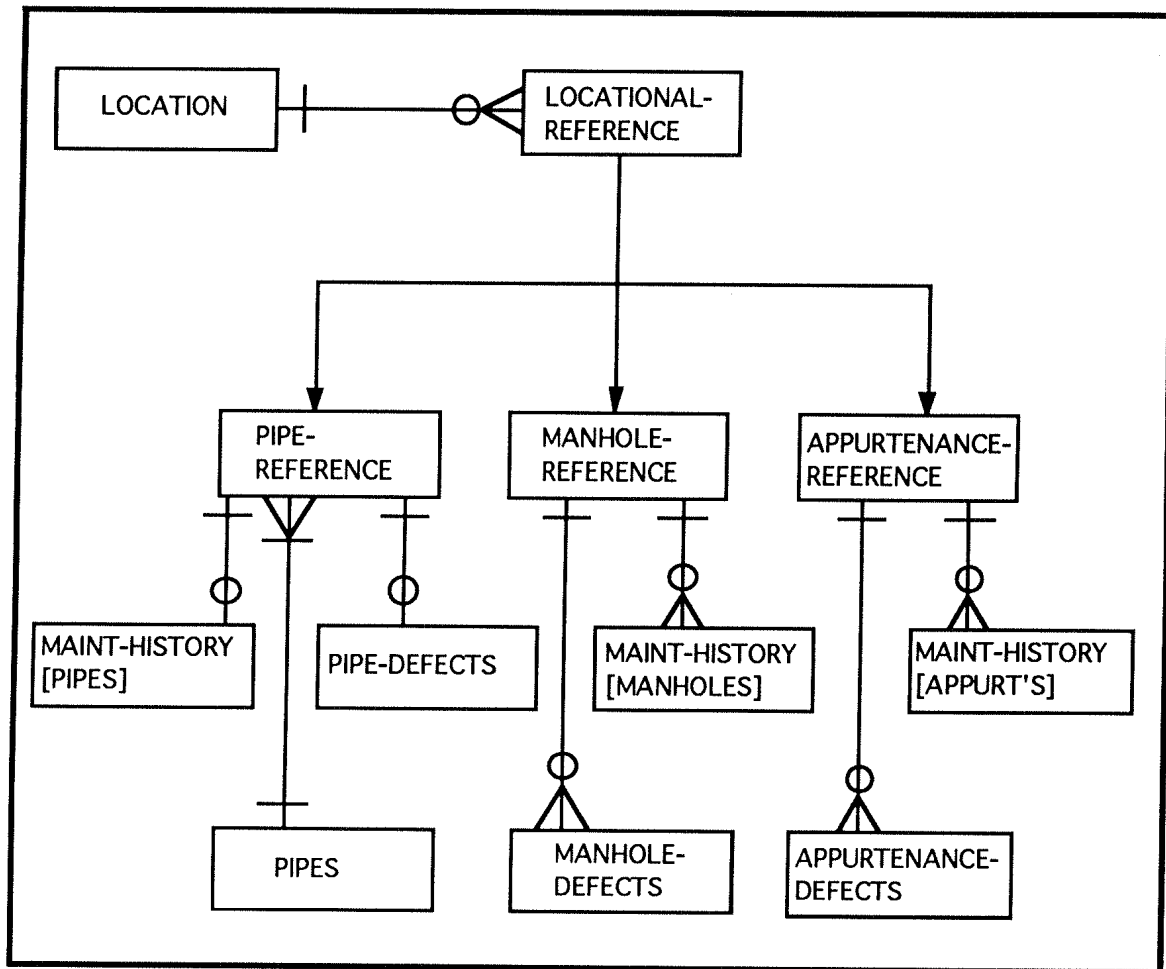 LOCATION
LOCATIONAL-
REFERENCE
PIPE-
REFERENCE
MANHOLE-
REFERENCE
APPURTENANCE-
REFERENCE
MAINT-HISTORY
[PIPES]
PIPE-DEFECTS
MAINT-HISTORY
[MANHOLES]
MAINT-HISTORY
[APPURT'S]
PIPES
MANHOLE-
DEFECTS
APPURTENANCE-
DEFECTS